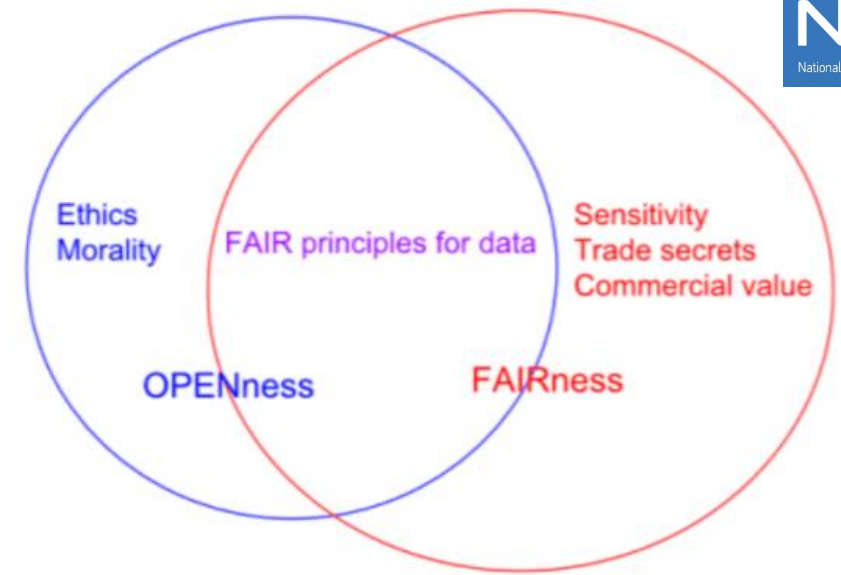 N
National
Ethics
Morality
FAIR principles for data
Sensitivity
Trade secrets
Commercial value
OPENness
FAIRness